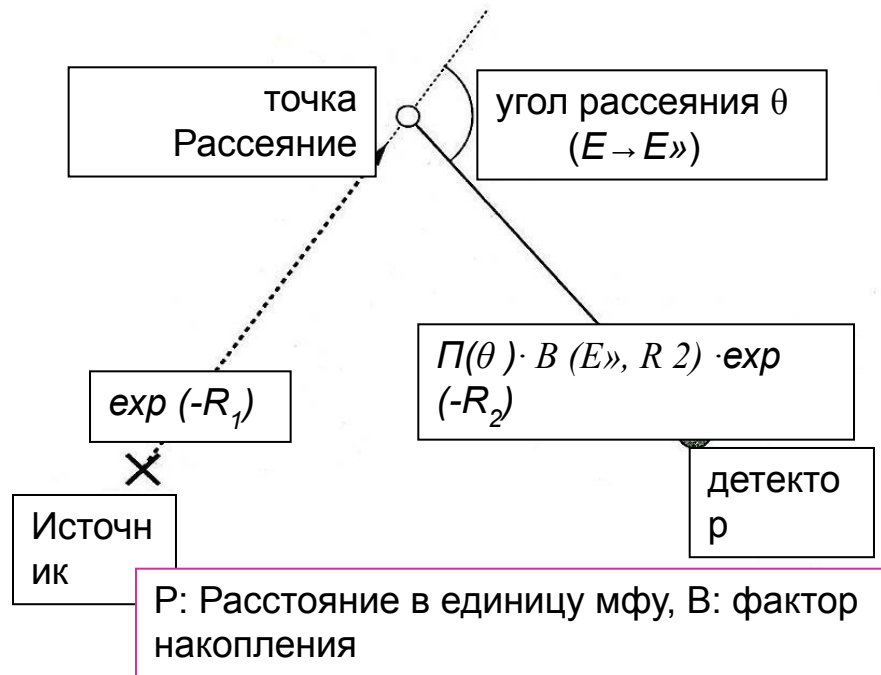 точка
Рассеяние
угол рассеяния θ
(E→E»)
П(θ )· B (E», R 2) ·exp
(-R₂)
exp (-R₁)
детекто
р
Источн
ик
Р: Расстояние в единицу мфу, В: фактор
накопления